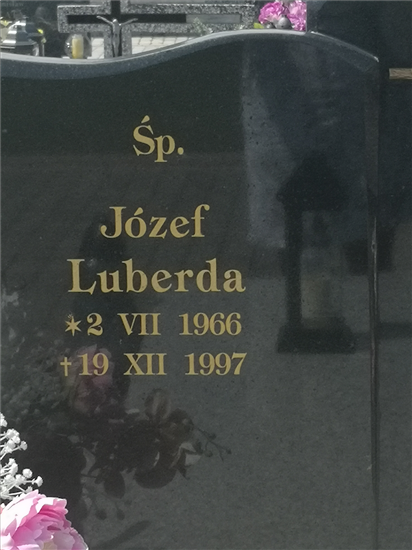 Śp.
Józef
Luberda
✶2 VII 1966
†19 XII 1997